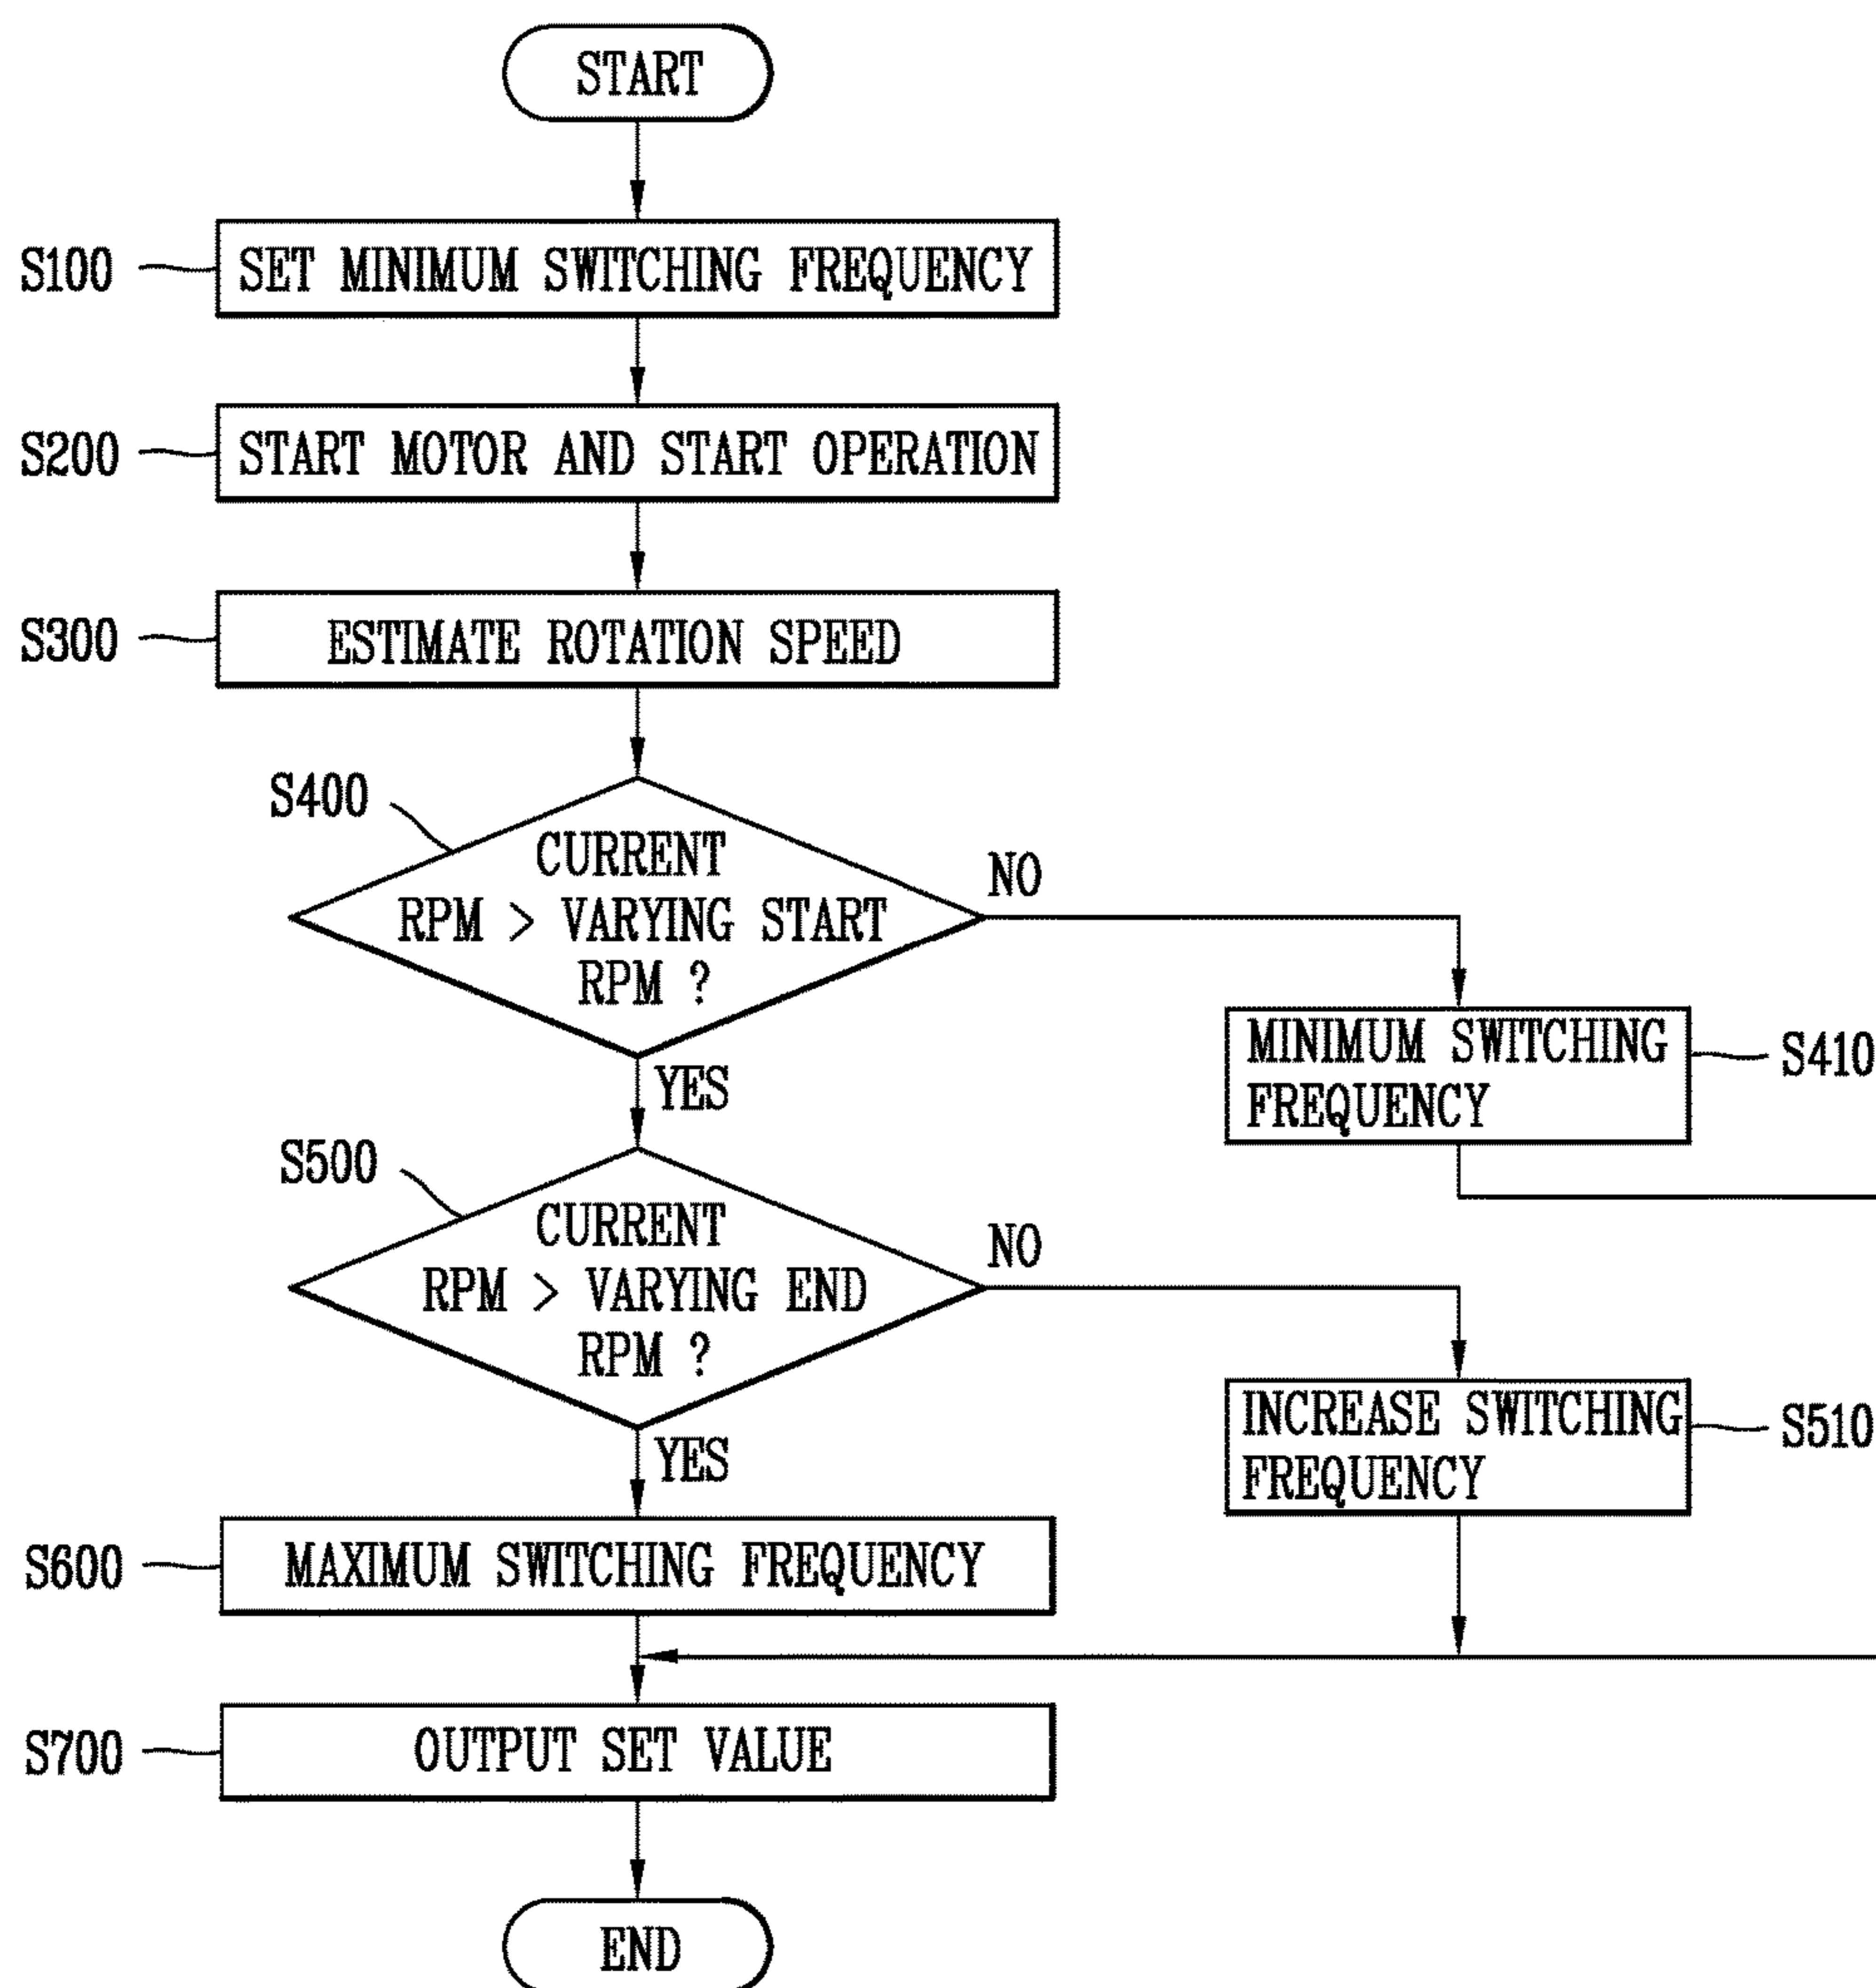 START
S100
SET MINIMUM SWITCHING FREQUENCY
S200
START MOTOR AND START OPERATION
S300
ESTIMATE ROTATION SPEED
S400
CURRENT
RPM > VARYING START
RPM ?
NO
YES
MINIMUM SWITCHING
FREQUENCY
S410
S500
CURRENT
RPM > VARYING END
RPM ?
NO
YES
INCREASE SWITCHING
FREQUENCY
S510
S600
MAXIMUM SWITCHING FREQUENCY
S700
OUTPUT SET VALUE
END